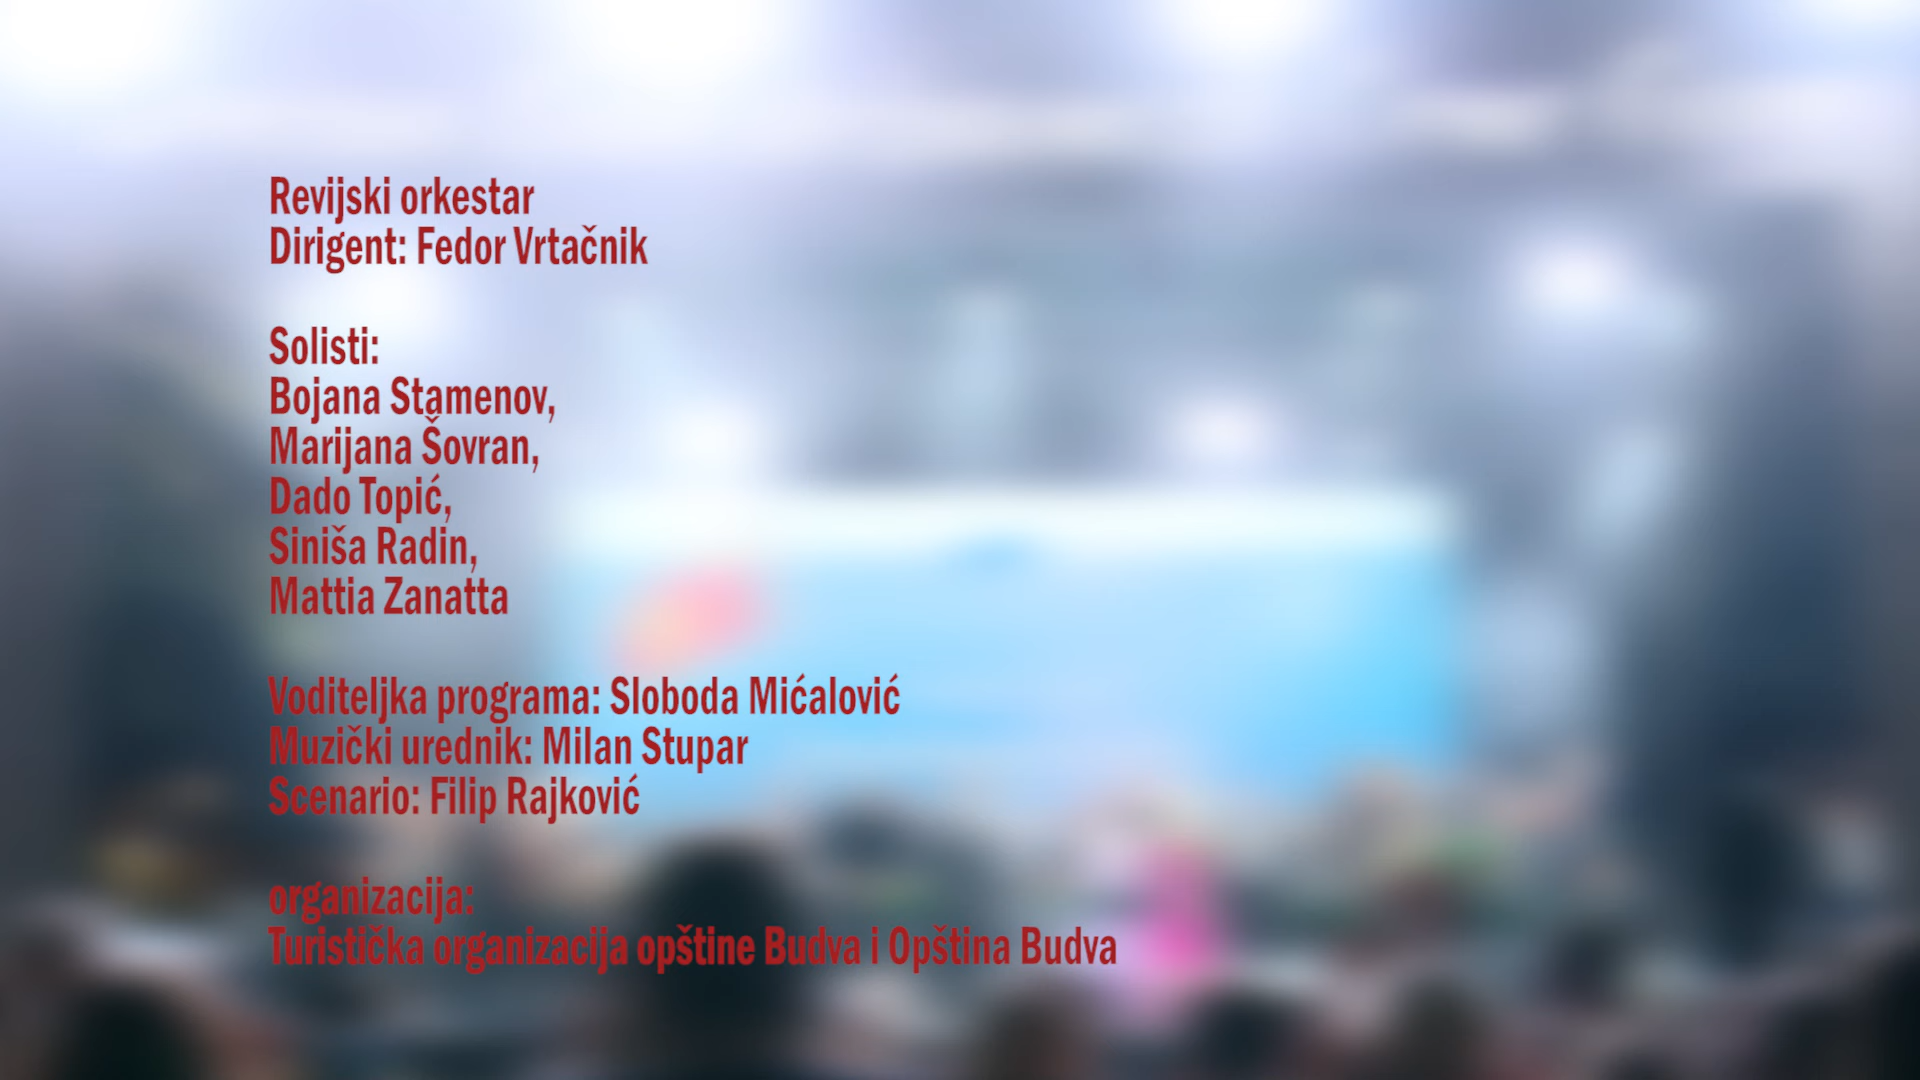 Revijski orkestar
Dirigent: Fedor Vrtačnik
Solisti:
Bojana Stamenov,
Marijana Šovran,
Dado Topić,
Siniša Radin,
Mattia Zanatta
Voditeljka programa: Sloboda Mićalović
Muzički urednik: Milan Stupar
Scenario: Filip Rajković
organizacija:
Turistička organizacija opštine Budva i Opština Budva